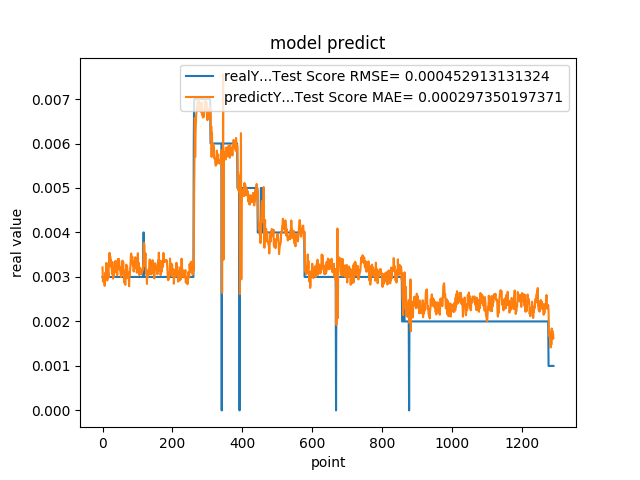 model predict
realY...Test Score RMSE= 0.000452913131324
predictY...Test Score MAE= 0.000297350197371
real value
0.007
0.006
0.005
0.004
0.003
0.002
0.001
0.000
0 200 400 600 800 1000 1200
point